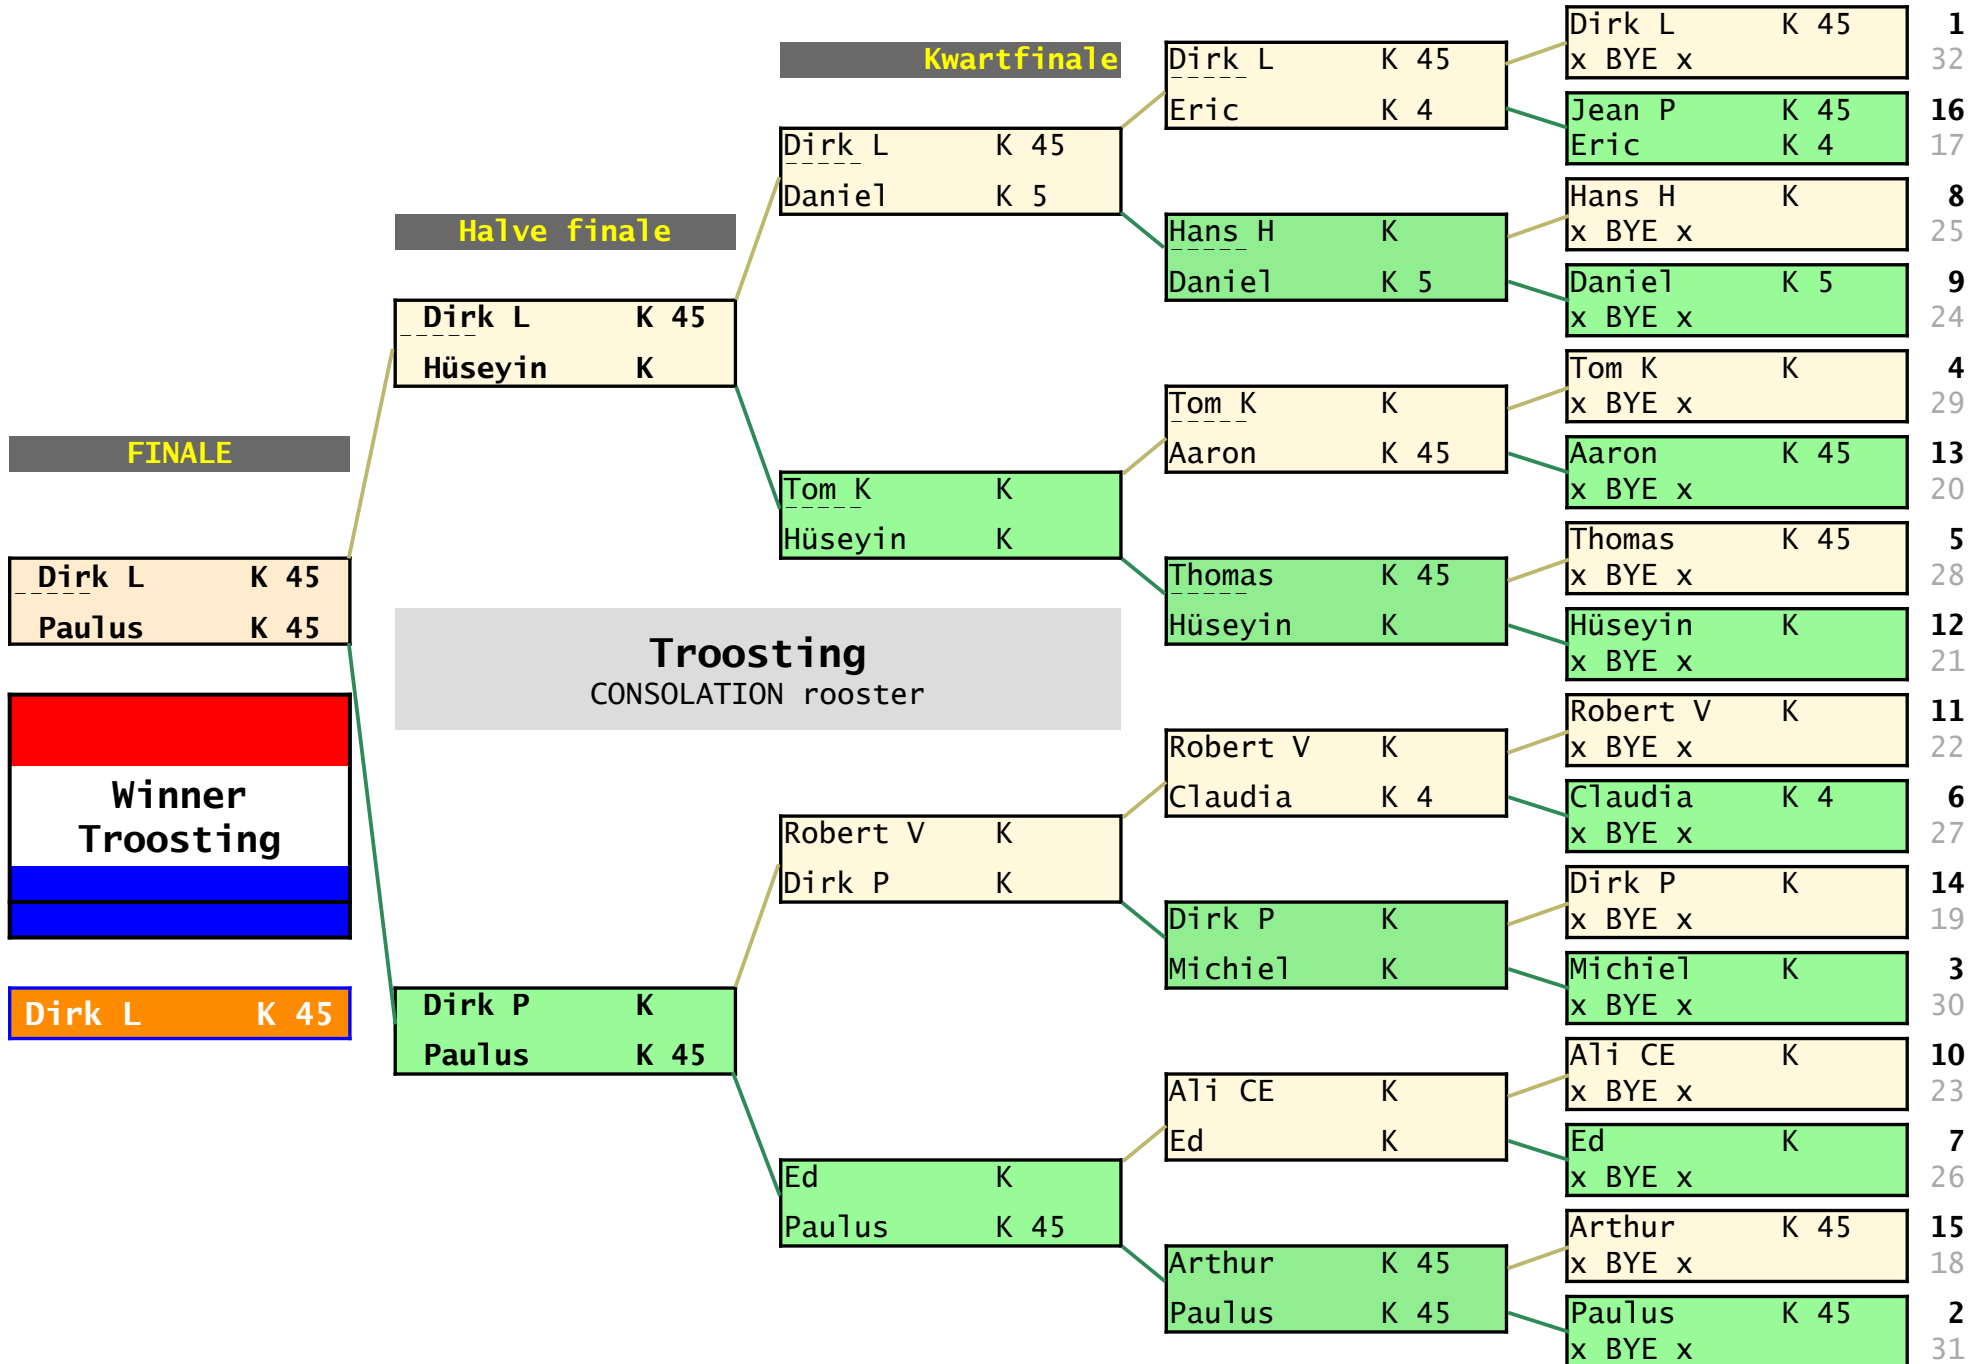 Dirk L K 45 1
x BYE x 32
Jean P K 45 16
Eric K 4 17
Hans H K 8
x BYE x 25
Daniel K 5 9
x BYE x 24
Tom K K 4
x BYE x 29
Aaron K 45 13
x BYE x 20
Thomas K 45 5
x BYE x 28
Hüseyin K 12
x BYE x 21
Robert V K 11
x BYE x 22
Claudia K 4 6
x BYE x 27
Dirk P K 14
x BYE x 19
Michiel K 3
x BYE x 30
Ali CE K 10
x BYE x 23
Ed K 7
x BYE x 26
Arthur K 45 15
x BYE x 18
Paulus K 45 2
x BYE x 31
Dirk L K 45
Eric K 4
Hans H K
Daniel K 5
Tom K K
Aaron K 45
Thomas K 45
Hüseyin K
Robert V K
Claudia K 4
Dirk P K
Michiel K
Ali CE K
Ed K
Arthur K 45
Paulus K 45
Kwartfinale
Dirk L K 45
Daniel K 5
Tom K K
Hüseyin K
Robert V K
Dirk P K
Ed K
Paulus K 45
Halve finale
Dirk L K 45
Hüseyin K
Troosting
CONSOLATION rooster
Dirk P K
Paulus K 45
FINALE
Dirk L K 45
Paulus K 45
Winner
Troosting
Dirk L K 45